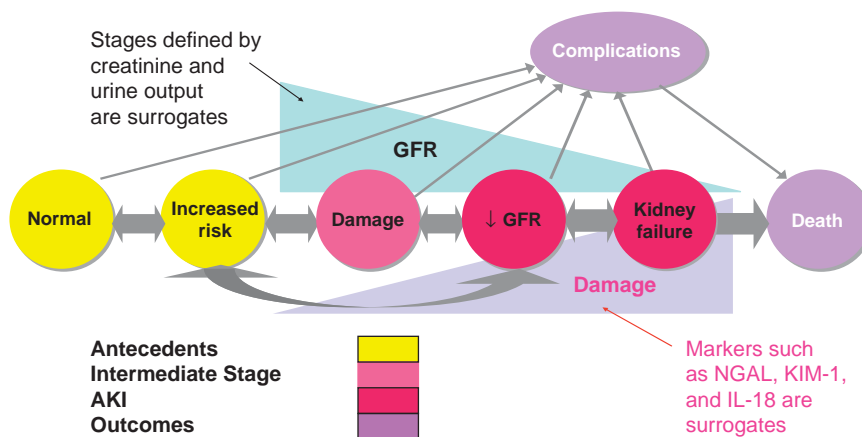 Stages defined by
creatinine and
urine output
are surrogates
Complications
GFR
Normal
Increased
risk
Damage
↓ GFR
Kidney
failure
Death
Damage
Antecedents
Intermediate Stage
AKI
Outcomes
Markers such
as NGAL, KIM-1,
and IL-18 are
surrogates